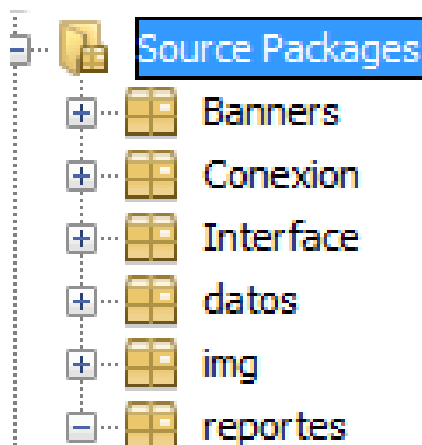 Source Packages
Banners
Conexion
Interface
datos
img
reportes